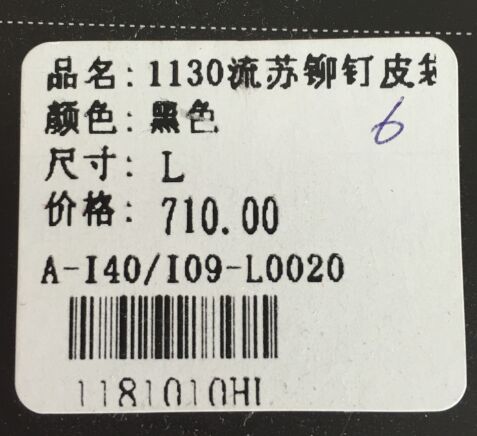 品名: 1130流苏铆钉皮袋
颜色: 黑色
6
尺寸: L
价格: 710.00
A-I40/I09-L0020
1181010HL